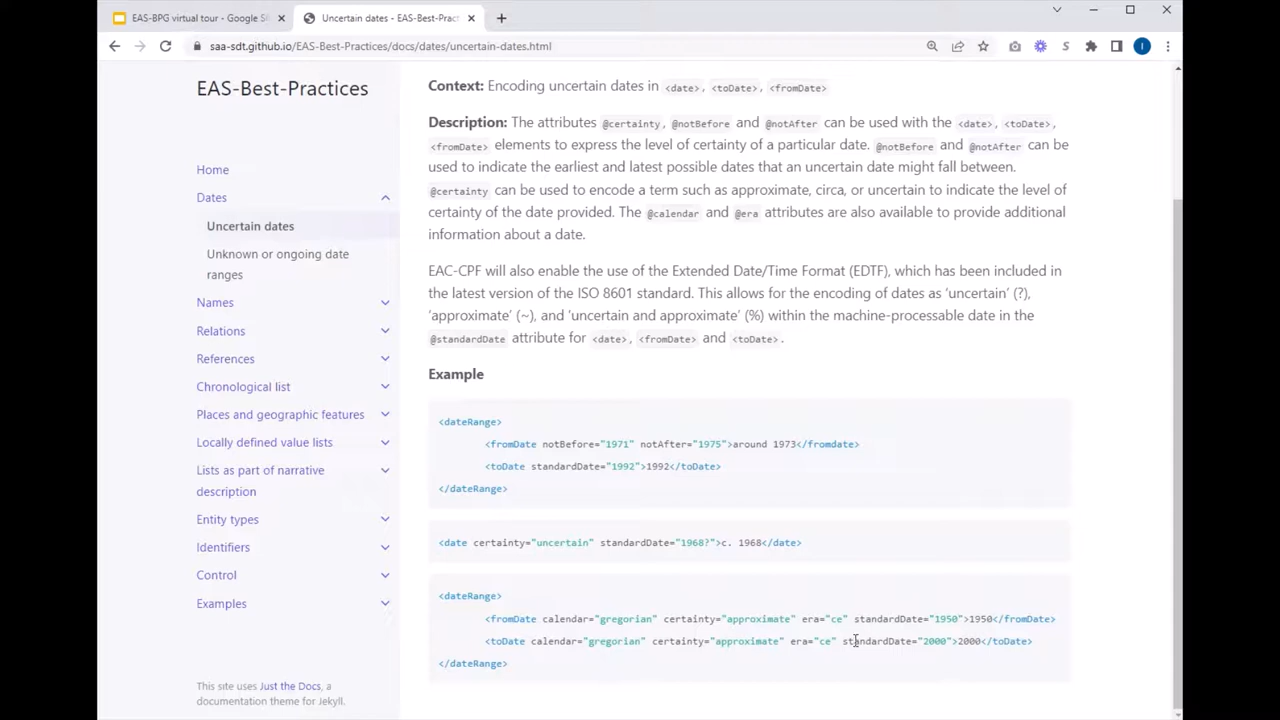 EAS-BPG virtual tour - Google Sl
Uncertain dates - EAS-Best-Pract
saa-sdt.github.io/EAS-Best-Practices/docs/dates/uncertain-dates.html
S
I
EAS-Best-Practices
Home
Dates
Uncertain dates
Unknown or ongoing date
ranges
Names
Relations
References
Chronological list
Places and geographic features
Locally defined value lists
Lists as part of narrative
description
Entity types
Identifiers
Control
Examples
This site uses Just the Docs, a
documentation theme for Jekyll.
Context: Encoding uncertain dates in <date>, <toDate>, <fromDate>
Description: The attributes @certainty, @notBefore and @notAfter can be used with the <date>, <toDate>,
<fromDate> elements to express the level of certainty of a particular date. @notBefore and @notAfter can be
used to indicate the earliest and latest possible dates that an uncertain date might fall between.
@certainty can be used to encode a term such as approximate, circa, or uncertain to indicate the level of
certainty of the date provided. The @calendar and @era attributes are also available to provide additional
information about a date.
EAC-CPF will also enable the use of the Extended Date/Time Format (EDTF), which has been included in
the latest version of the ISO 8601 standard. This allows for the encoding of dates as ‘uncertain’ (?),
‘approximate’ (~), and ‘uncertain and approximate’ (%) within the machine-processable date in the
@standardDate attribute for <date>, <fromDate> and <toDate>.
Example
<dateRange>
<fromDate notBefore="1971" notAfter="1975">around 1973</fromdate>
<toDate standardDate="1992">1992</toDate>
</dateRange>
<date certainty="uncertain" standardDate="1968?">c. 1968</date>
<dateRange>
<fromDate calendar="gregorian" certainty="approximate" era="ce" standardDate="1950">1950</fromDate>
<toDate calendar="gregorian" certainty="approximate" era="ce" standardDate="2000">2000</toDate>
</dateRange>